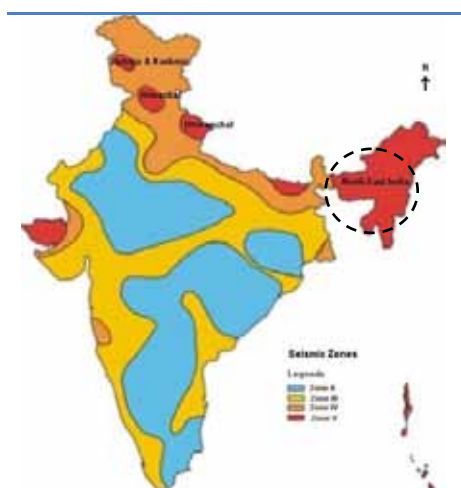 Jammu & Kashmir
N
Himachal
Uttaranchal
North East India
Seismic Zones
Legends
Zone II
Zone III
Zone IV
Zone V